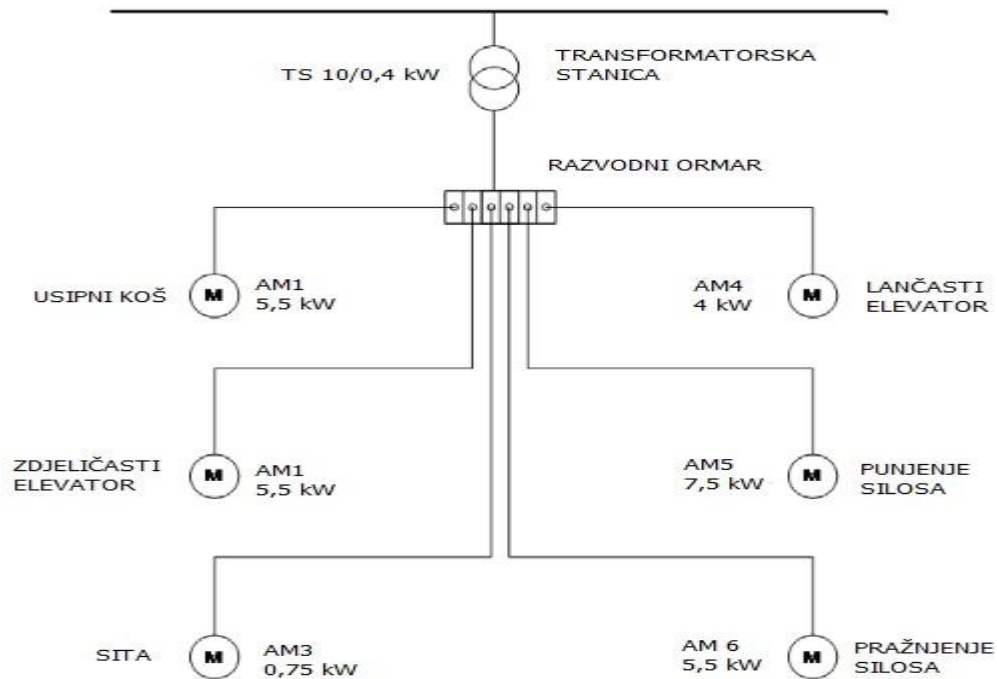 TS 10/0,4 kW
TRANSFORMATORSKA
STANICA
RAZVODNI ORMAR
USIPNI KOŠ
M
AM1
5,5 kW
AM4
4 kW
M
LANČASTI
ELEVATOR
ZDJELIČASTI
ELEVATOR
M
AM1
5,5 kW
AM5
7,5 kW
M
PUNJENJE
SILOSA
SITA
M
AM3
0,75 kW
AM 6
5,5 kW
M
PRAŽNJENJE
SILOSA